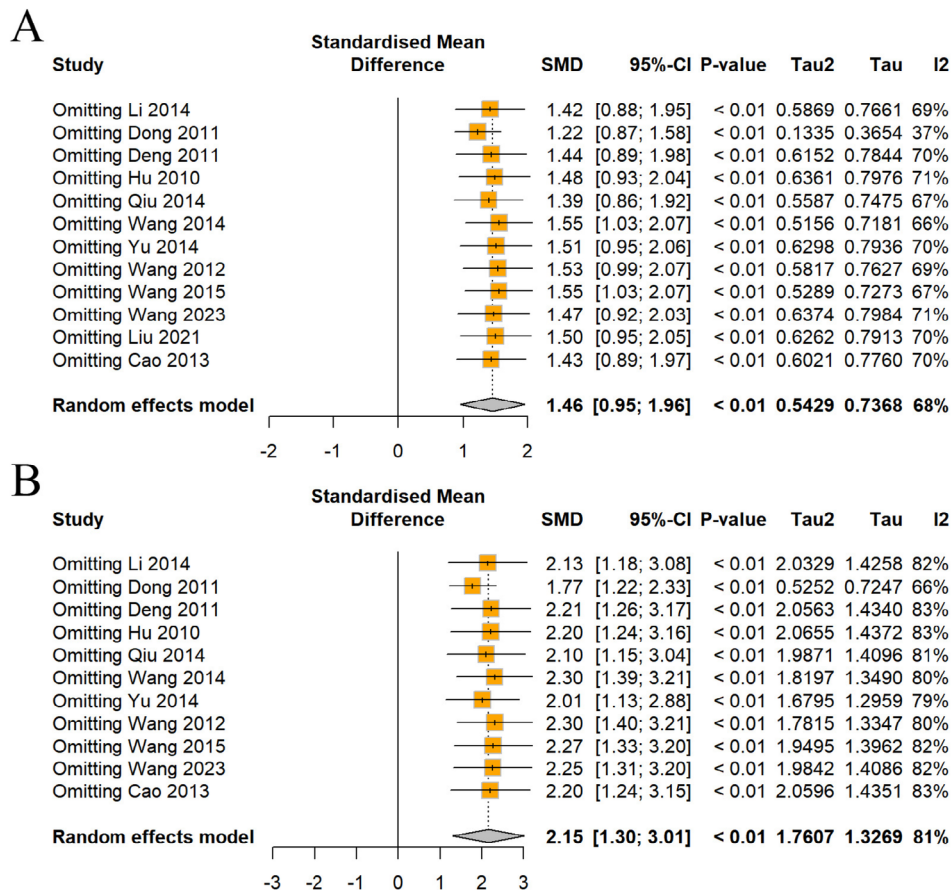 A
Standardised Mean
Study Difference SMD 95%-CI P-value Tau2 Tau I2
Omitting Li 2014 1.42 [0.88; 1.95] < 0.01 0.5869 0.7661 69%
Omitting Dong 2011 1.22 [0.87; 1.58] < 0.01 0.1335 0.3654 37%
Omitting Deng 2011 1.44 [0.89; 1.98] < 0.01 0.6152 0.7844 70%
Omitting Hu 2010 1.48 [0.93; 2.04] < 0.01 0.6361 0.7976 71%
Omitting Qiu 2014 1.39 [0.86; 1.92] < 0.01 0.5587 0.7475 67%
Omitting Wang 2014 1.55 [1.03; 2.07] < 0.01 0.5156 0.7181 66%
Omitting Yu 2014 1.51 [0.95; 2.06] < 0.01 0.6298 0.7936 70%
Omitting Wang 2012 1.53 [0.99; 2.07] < 0.01 0.5817 0.7627 69%
Omitting Wang 2015 1.55 [1.03; 2.07] < 0.01 0.5289 0.7273 67%
Omitting Wang 2023 1.47 [0.92; 2.03] < 0.01 0.6374 0.7984 71%
Omitting Liu 2021 1.50 [0.95; 2.05] < 0.01 0.6262 0.7913 70%
Omitting Cao 2013 1.43 [0.89; 1.97] < 0.01 0.6021 0.7760 70%
Random effects model 1.46 [0.95; 1.96] < 0.01 0.5429 0.7368 68%
-2 -1 0 1 2
B
Standardised Mean
Study Difference SMD 95%-CI P-value Tau2 Tau I2
Omitting Li 2014 2.13 [1.18; 3.08] < 0.01 2.0329 1.4258 82%
Omitting Dong 2011 1.77 [1.22; 2.33] < 0.01 0.5252 0.7247 66%
Omitting Deng 2011 2.21 [1.26; 3.17] < 0.01 2.0563 1.4340 83%
Omitting Hu 2010 2.20 [1.24; 3.16] < 0.01 2.0655 1.4372 83%
Omitting Qiu 2014 2.10 [1.15; 3.04] < 0.01 1.9871 1.4096 81%
Omitting Wang 2014 2.30 [1.39; 3.21] < 0.01 1.8197 1.3490 80%
Omitting Yu 2014 2.01 [1.13; 2.88] < 0.01 1.6795 1.2959 79%
Omitting Wang 2012 2.30 [1.40; 3.21] < 0.01 1.7815 1.3347 80%
Omitting Wang 2015 2.27 [1.33; 3.20] < 0.01 1.9495 1.3962 82%
Omitting Wang 2023 2.25 [1.31; 3.20] < 0.01 1.9842 1.4086 82%
Omitting Cao 2013 2.20 [1.24; 3.15] < 0.01 2.0596 1.4351 83%
Random effects model 2.15 [1.30; 3.01] < 0.01 1.7607 1.3269 81%
-3 -2 -1 0 1 2 3